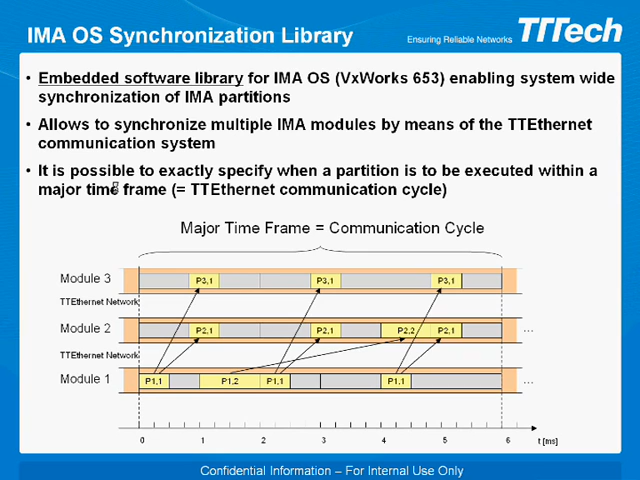 IMA OS Synchronization Library
Ensuring Reliable Networks TTTech
• Embedded software library for IMA OS (VxWorks 653) enabling system wide
synchronization of IMA partitions
• Allows to synchronize multiple IMA modules by means of the TTEthernet
communication system
• It is possible to exactly specify when a partition is to be executed within a
major time frame (= TTEthernet communication cycle)
Major Time Frame = Communication Cycle
Module 3 P3,1 P3,1 P3,1
TTEthernet Network
Module 2 P2,1 P2,1 P2,2 P2,1 ...
TTEthernet Network
Module 1 P1,1 P1,2 P1,1 P1,1 ...
0 1 2 3 4 5 6 t [ms]
Confidential Information – For Internal Use Only